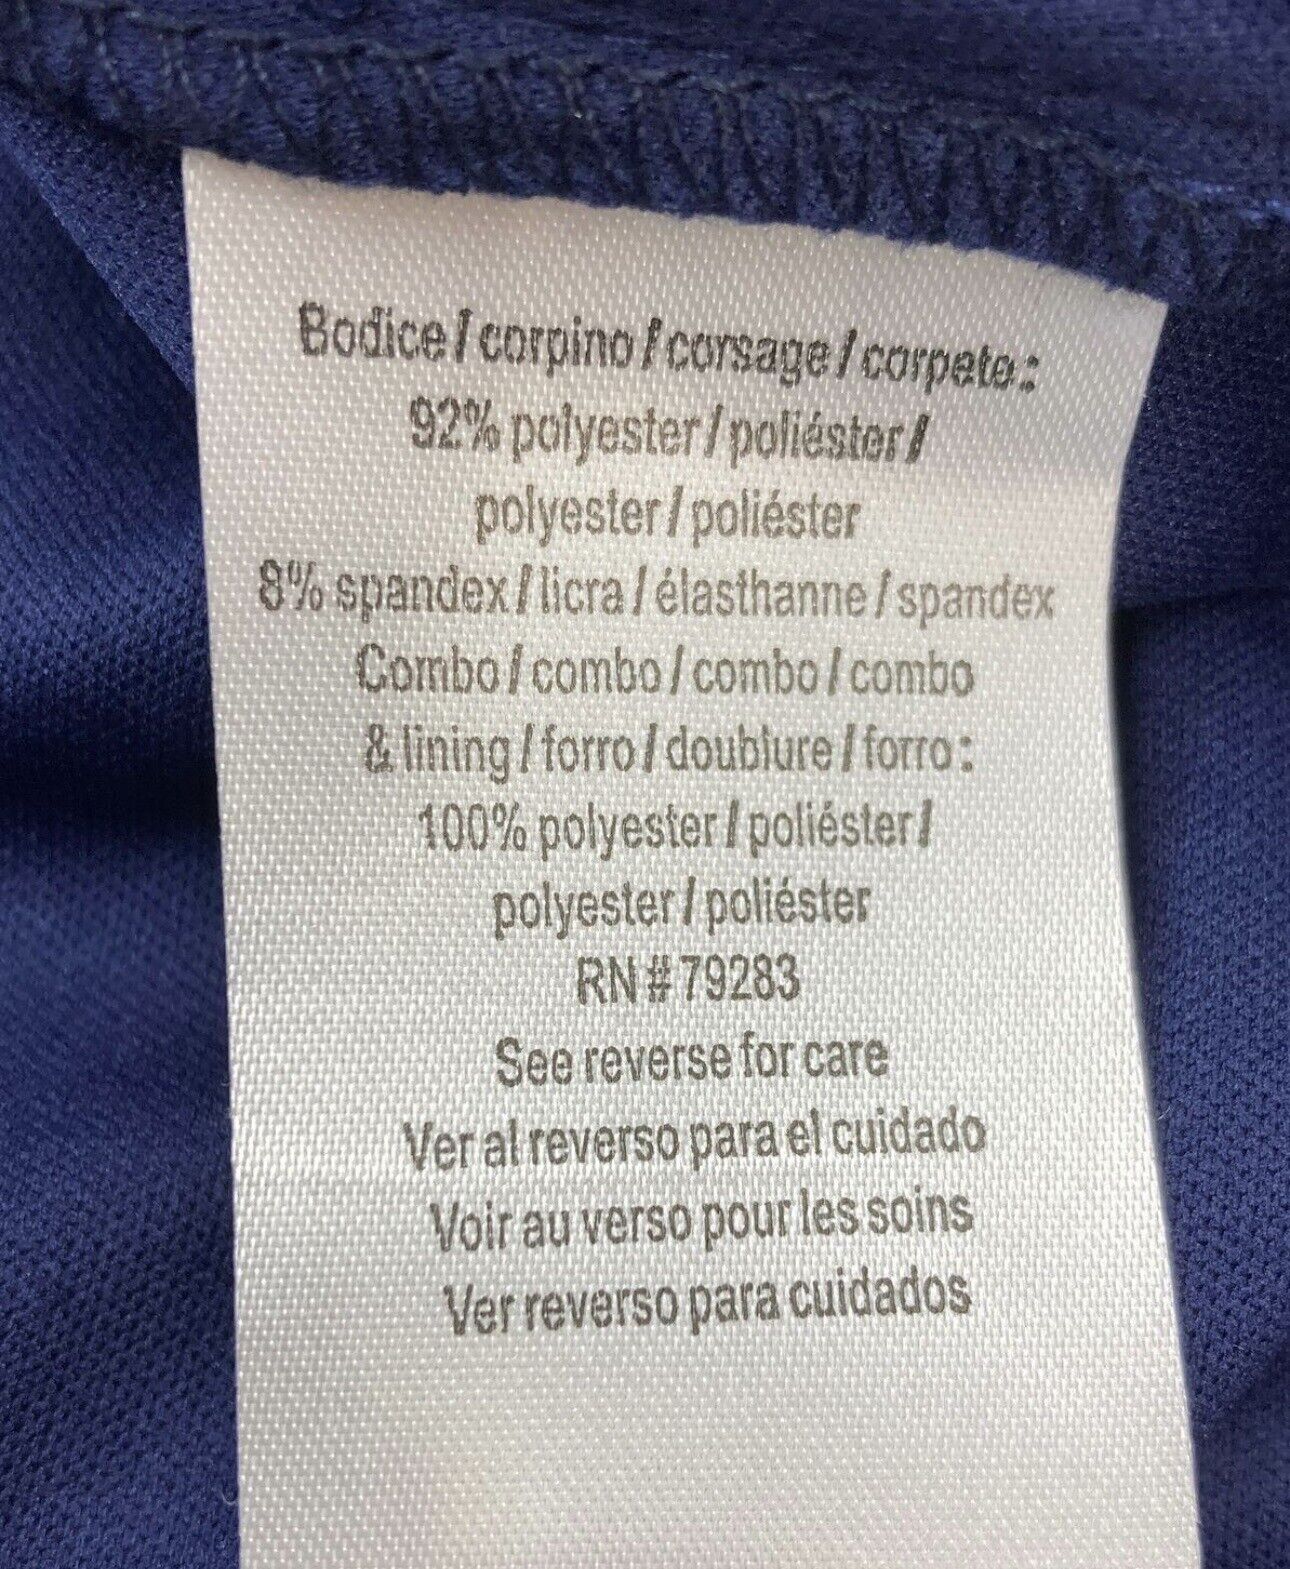 Bodice / corpino / corsage / corpete :
92% polyester / poliéster /
polyester / poliéster
8% spandex / licra / élasthanne / spandex
Combo / combo / combo / combo
& lining / forro / doublure / forro :
100% polyester / poliéster /
polyester / poliéster
RN # 79283
See reverse for care
Ver al reverso para el cuidado
Voir au verso pour les soins
Ver reverso para cuidados